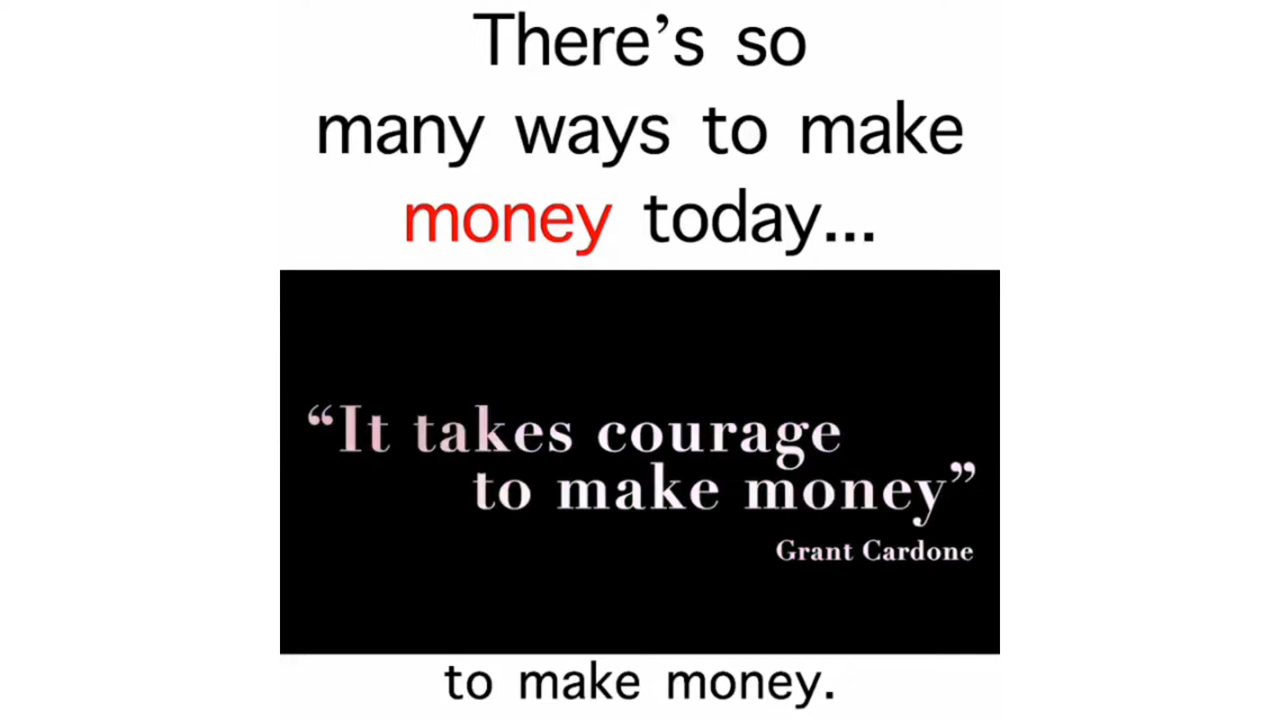 There’s so
many ways to make
money today...
“It takes courage
to make money”
Grant Cardone
to make money.